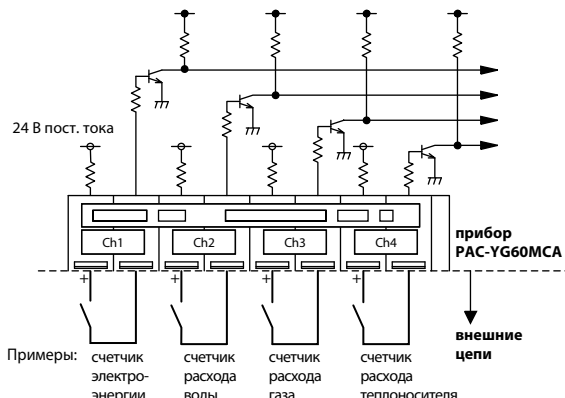 24 В пост. тока
Ch1 Ch2 Ch3 Ch4
прибор
PAC-YG60MCA
+ + + +
внешние
цепи
Примеры: счетчик счетчик счетчик счетчик
электро- расхода расхода расхода
энергии воды газа теплоносителя